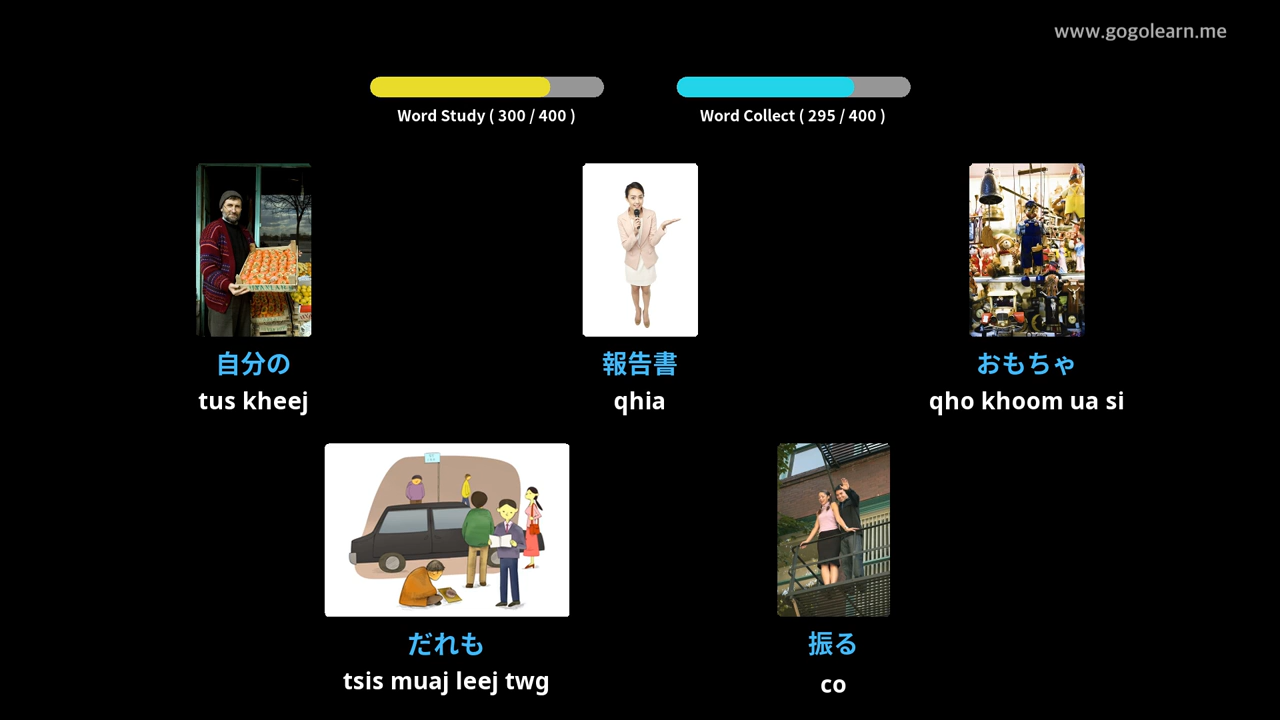 www.gogolearn.me
Word Study ( 300 / 400 )
Word Collect ( 295 / 400 )
自分の
tus kheej
報告書
qhia
おもちゃ
qho khoom ua si
だれも
tsis muaj leej twg
振る
co